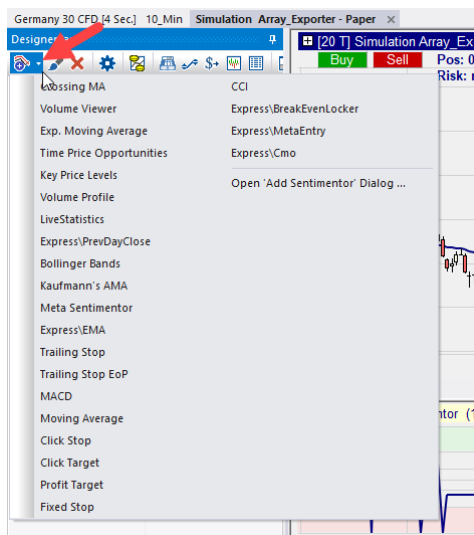 Germany 30 CFD [4 Sec.] 10_Min Simulation Array_Exporter - Paper
[20 T] Simulation Array_Ex
Buy Sell Pos: 0
Risk:
Crossing MA
Volume Viewer
Exp. Moving Average
Time Price Opportunities
Key Price Levels
Volume Profile
LiveStatistics
Express\PrevDayClose
Bollinger Bands
Kaufmann's AMA
Meta Sentimentor
Express\EMA
Trailing Stop
Trailing Stop EoP
MACD
Moving Average
Click Stop
Click Target
Profit Target
Fixed Stop
CCI
Express\BreakEvenLocker
Express\MetaEntry
Express\Cmo
Open 'Add Sentimentor' Dialog ...
ntor (1